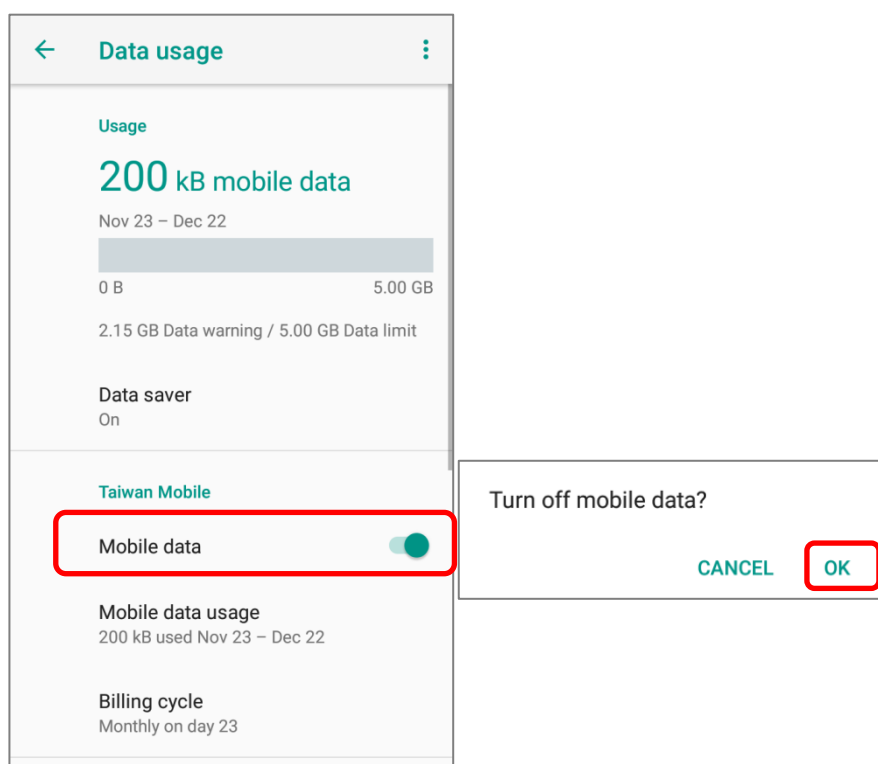 Data usage
Usage
200 kB mobile data
Nov 23 – Dec 22
0 B 5.00 GB
2.15 GB Data warning / 5.00 GB Data limit
Data saver
On
Taiwan Mobile
Mobile data
Mobile data usage
200 kB used Nov 23 – Dec 22
Billing cycle
Monthly on day 23
Turn off mobile data?
CANCEL OK